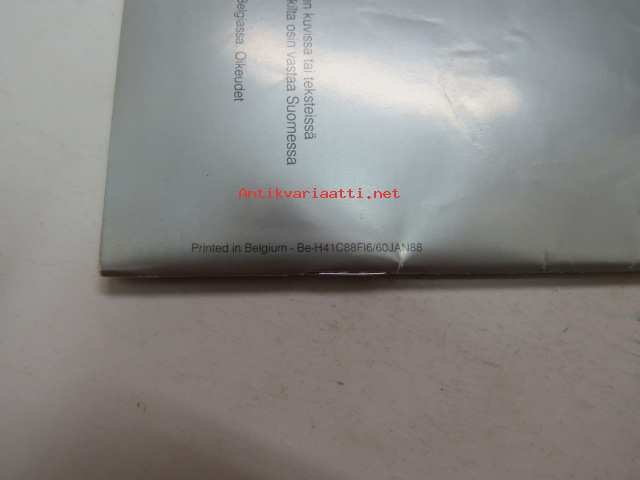 en kuvissa tai teksteissä
kilta osin vastaa Suomessa
Belgiassa. Oikeudet
Antikvariaatti.net
Printed in Belgium - Be-H41C88FI6/60JAN88